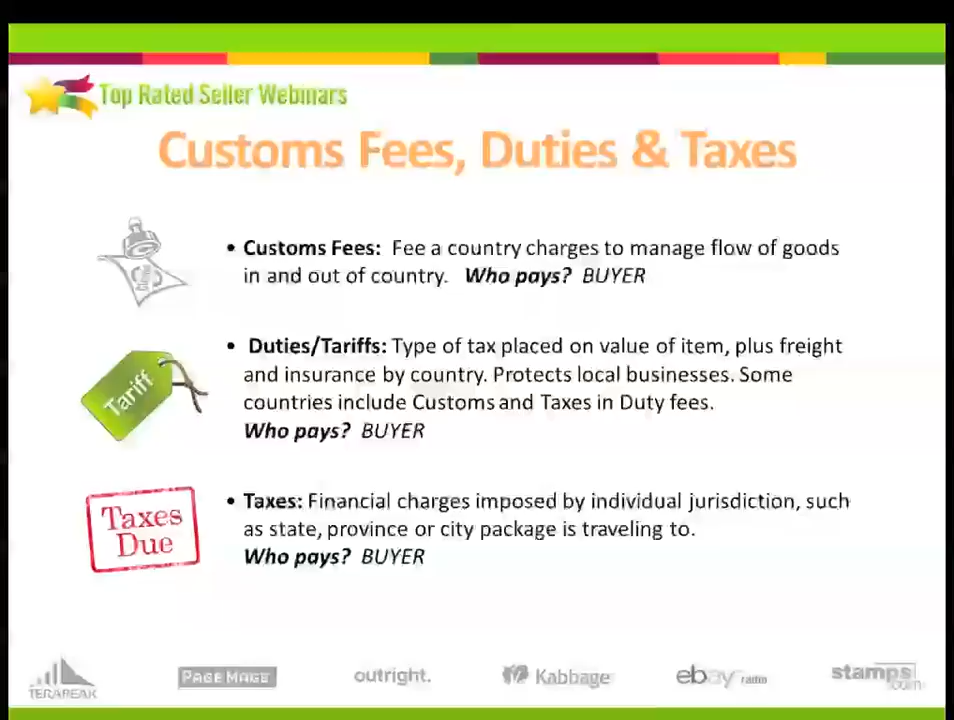 Top Rated Seller Webinars
Customs Fees, Duties & Taxes
• Customs Fees: Fee a country charges to manage flow of goods
in and out of country. Who pays? BUYER
Tariff
• Duties/Tariffs: Type of tax placed on value of item, plus freight
and insurance by country. Protects local businesses. Some
countries include Customs and Taxes in Duty fees.
Who pays? BUYER
Taxes
Due
• Taxes: Financial charges imposed by individual jurisdiction, such
as state, province or city package is traveling to.
Who pays? BUYER
TERAPEAK
PAGE MAGE
outright.
Kabbage
ebay radio
stamps
.com